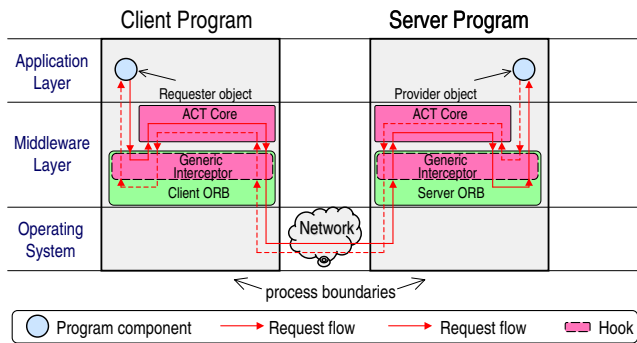 Client Program
Server Program
Application
Layer
Requester object
Provider object
ACT Core
ACT Core
Middleware
Layer
Generic
Interceptor
Generic
Interceptor
Client ORB
Server ORB
Operating
System
Network
process boundaries
Program component
Request flow
Request flow
Hook